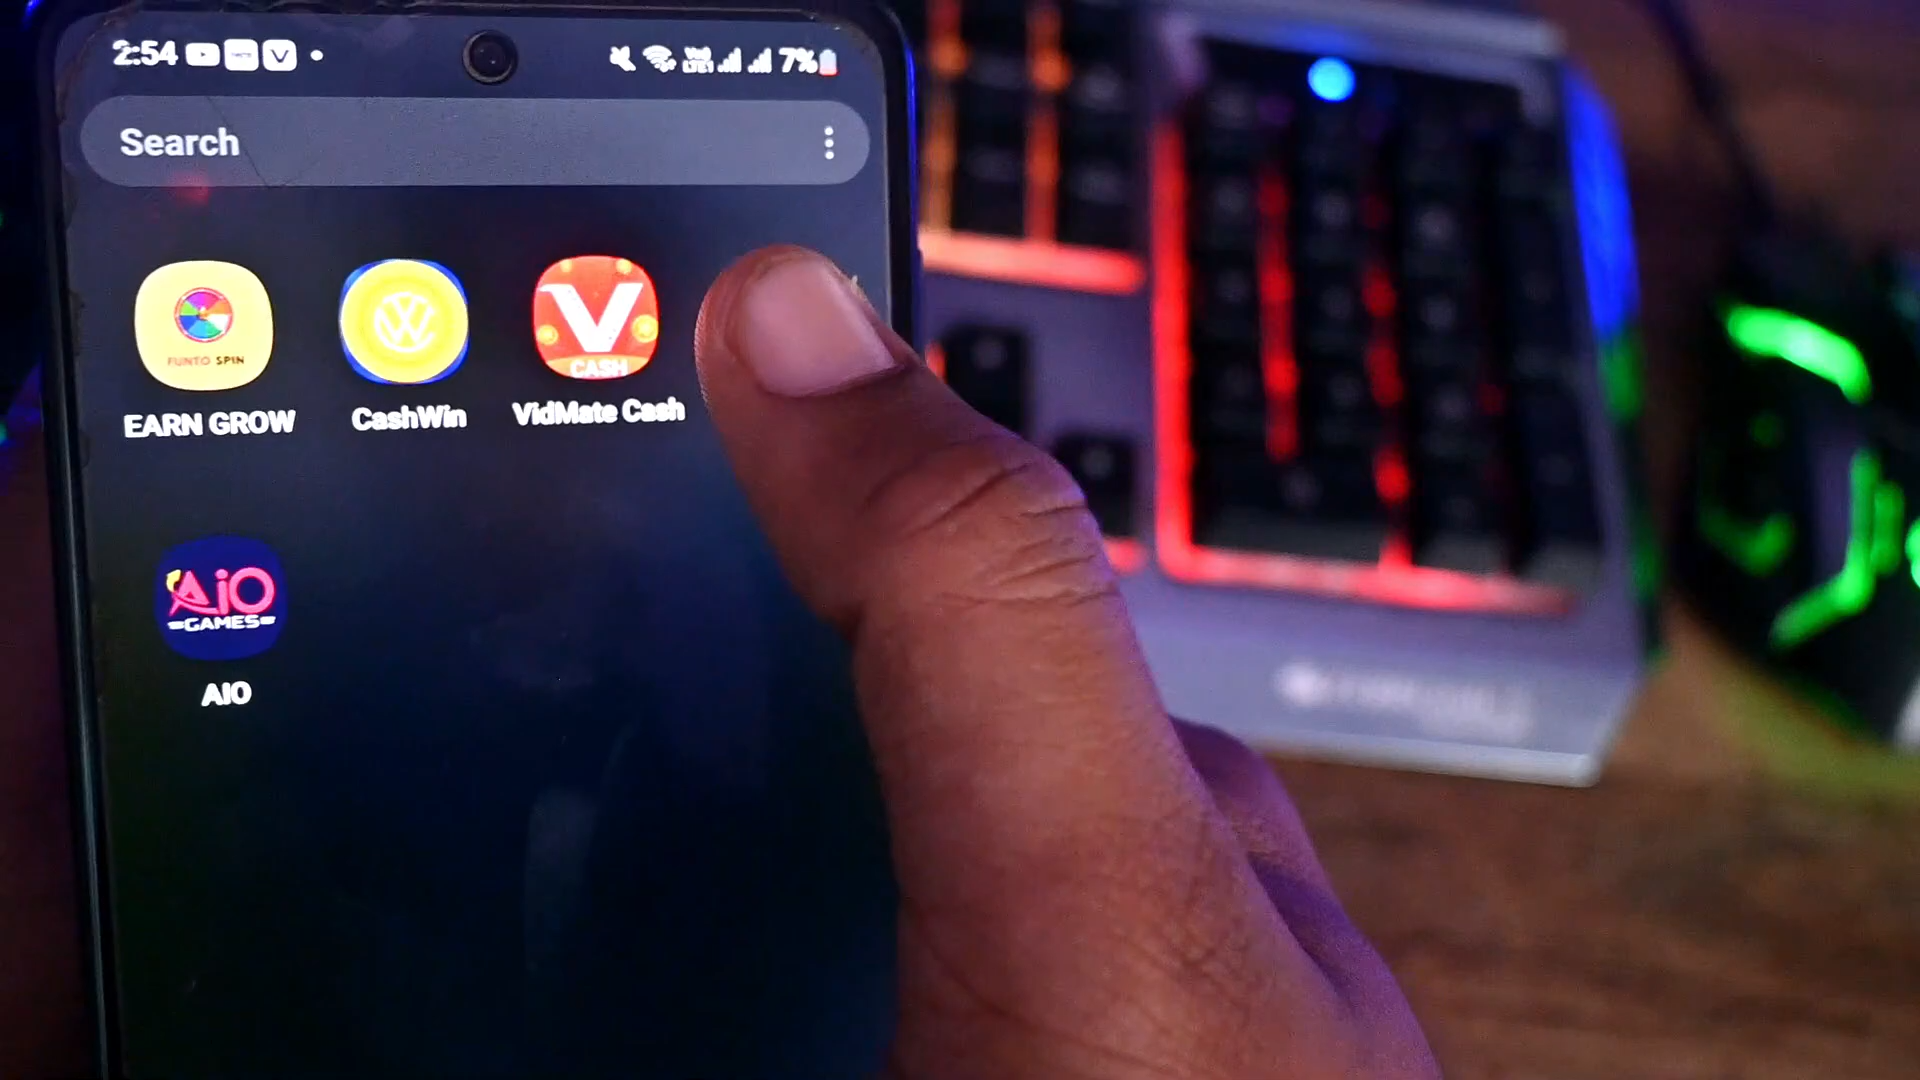 2:54 7%
Search
FUNTO SPIN
CASH
EARN GROW
CashWin
VidMate Cash
AiO
GAMES
AIO